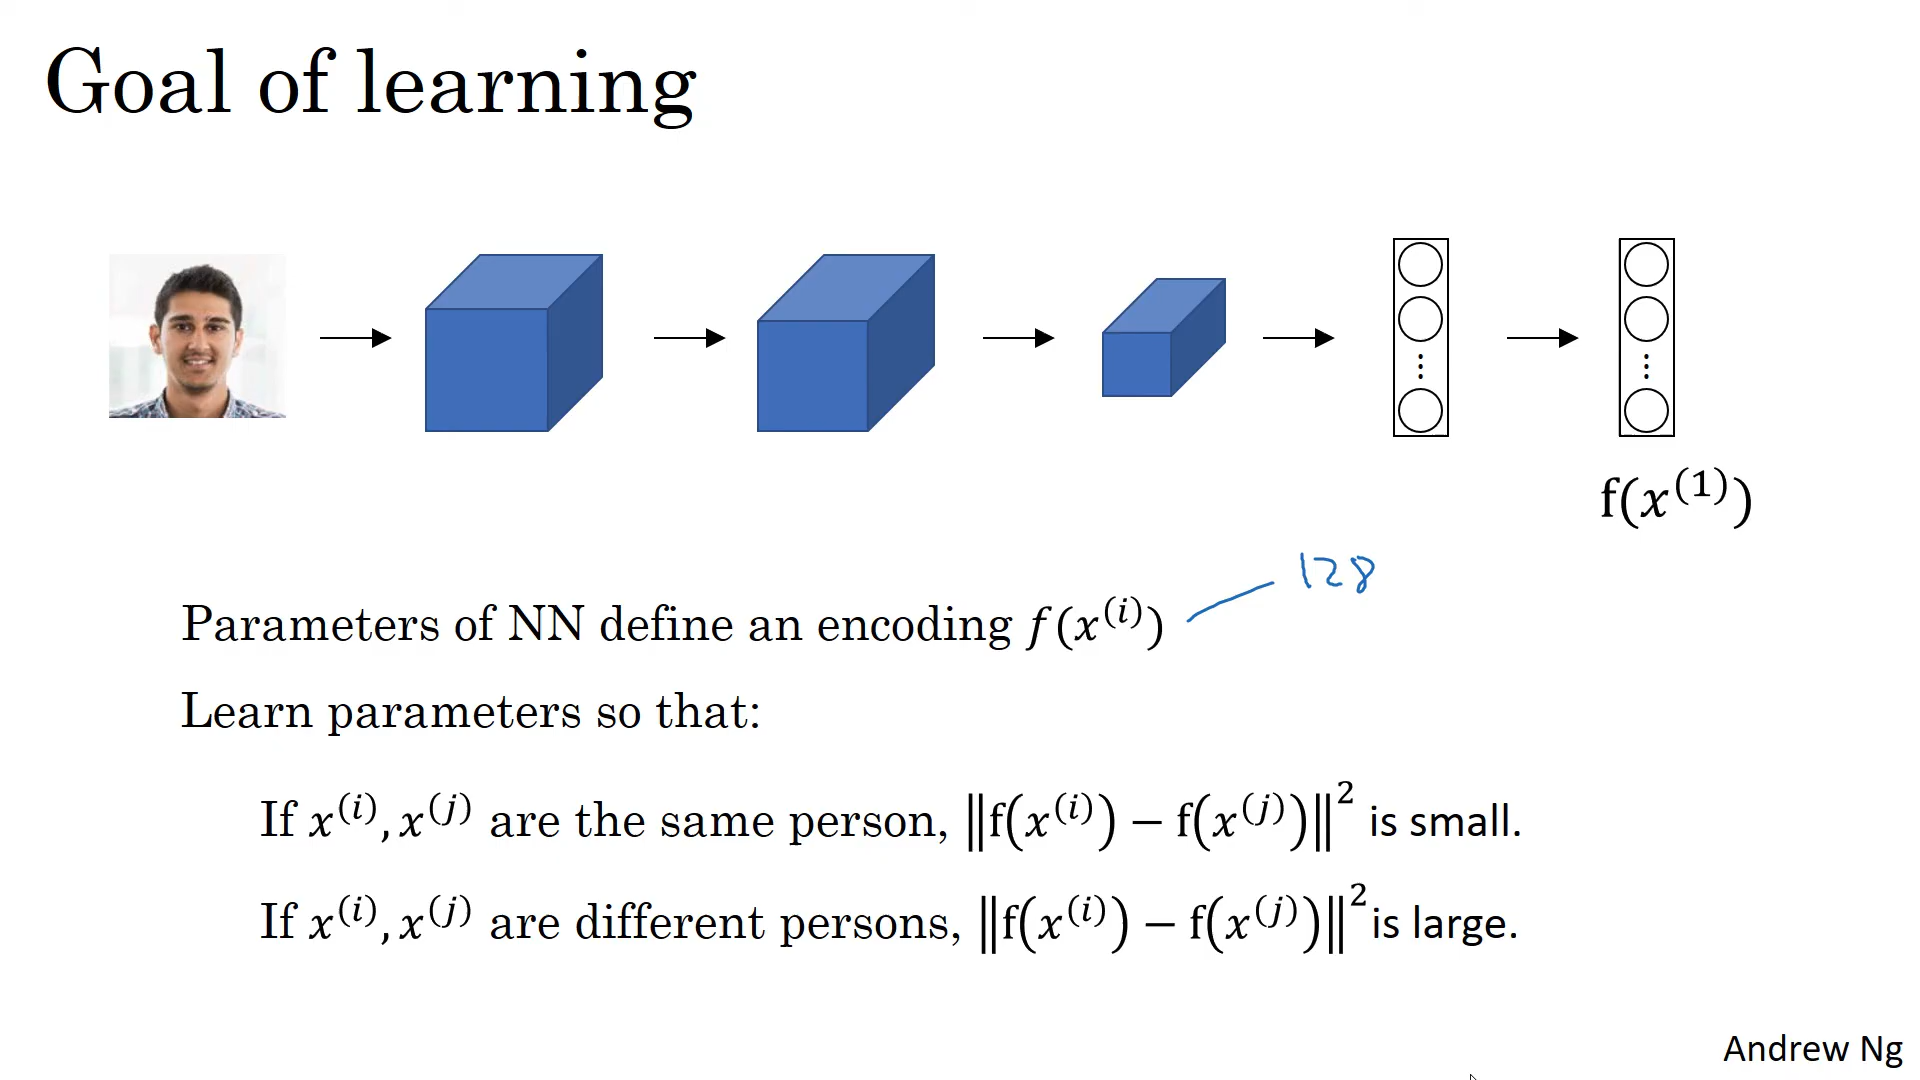 Goal of learning
f(x⁽¹⁾)
128
Parameters of NN define an encoding f(x⁽ⁱ⁾)
Learn parameters so that:
If x⁽ⁱ⁾, x⁽ʲ⁾ are the same person, ‖f(x⁽ⁱ⁾) − f(x⁽ʲ⁾)‖² is small.
If x⁽ⁱ⁾, x⁽ʲ⁾ are different persons, ‖f(x⁽ⁱ⁾) − f(x⁽ʲ⁾)‖² is large.
Andrew Ng